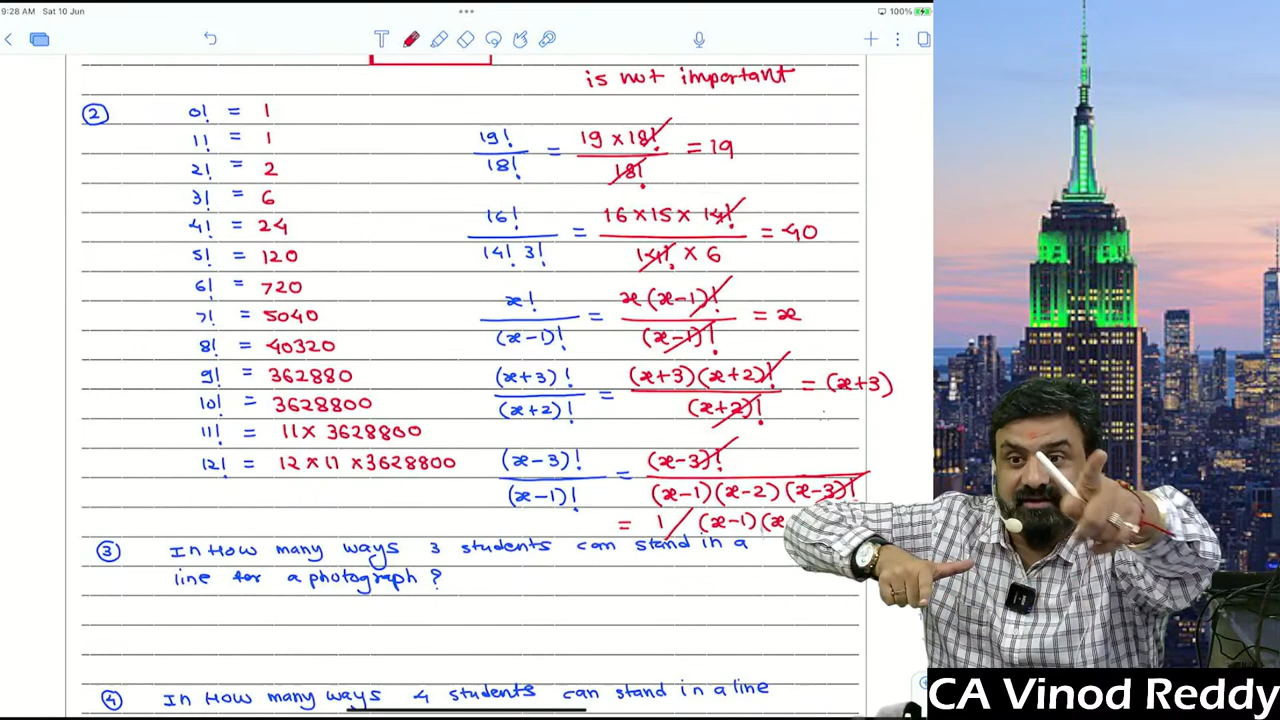 9:28 AM Sat 10 Jun
100%
is not important
②
0! = 1
1! = 1
2! = 2
3! = 6
4! = 24
5! = 120
6! = 720
7! = 5040
8! = 40320
9! = 362880
10! = 3628800
11! = 11 × 3628800
12! = 12 × 11 × 3628800
19!/18! = 19 × 18!/18! = 19
16!/14! 3! = 16 × 15 × 14!/14! × 6 = 40
x!/(x-1)! = x(x-1)!/(x-1)! = x
(x+3)!/(x+2)! = (x+3)(x+2)!/(x+2)! = (x+3)
(x-3)!/(x-1)! = (x-3)!/(x-1)(x-2)(x-3)!
= 1/(x-1)(x
③ In How many ways 3 students can stand in a
line for a photograph?
④ In How many ways 4 students can stand in a line
CA Vinod Reddy